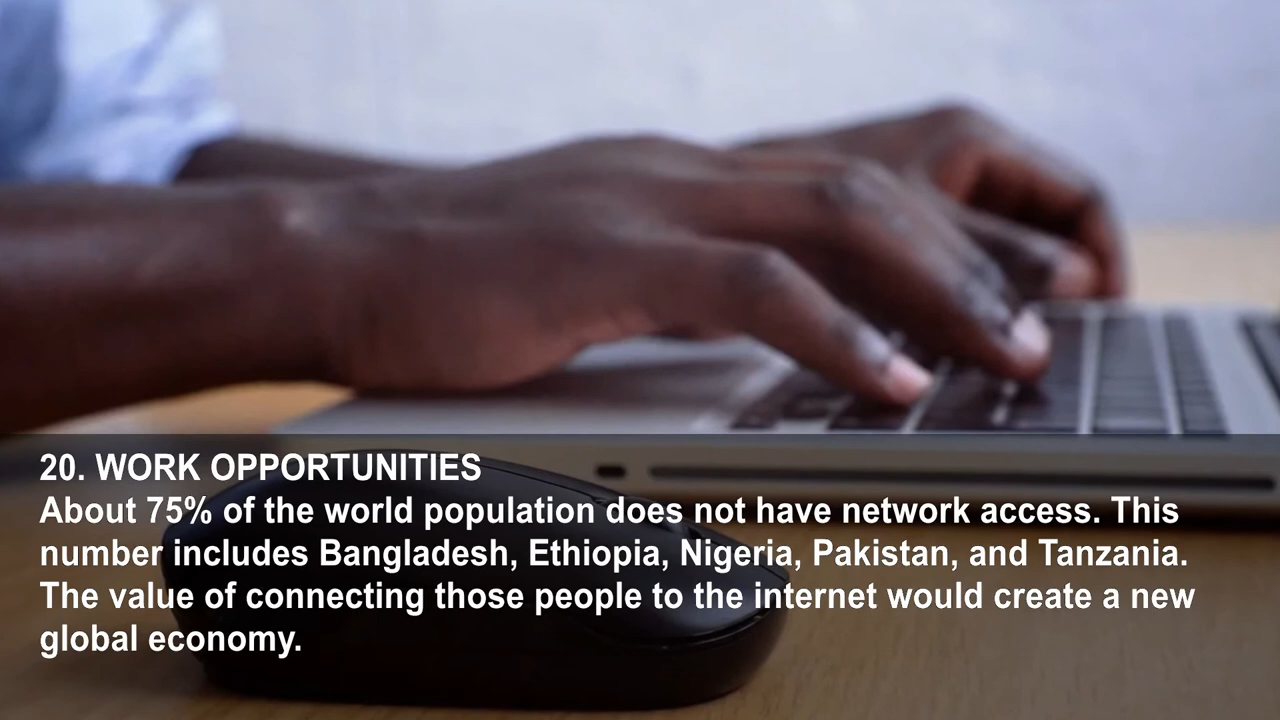 20. WORK OPPORTUNITIES
About 75% of the world population does not have network access. This
number includes Bangladesh, Ethiopia, Nigeria, Pakistan, and Tanzania.
The value of connecting those people to the internet would create a new
global economy.